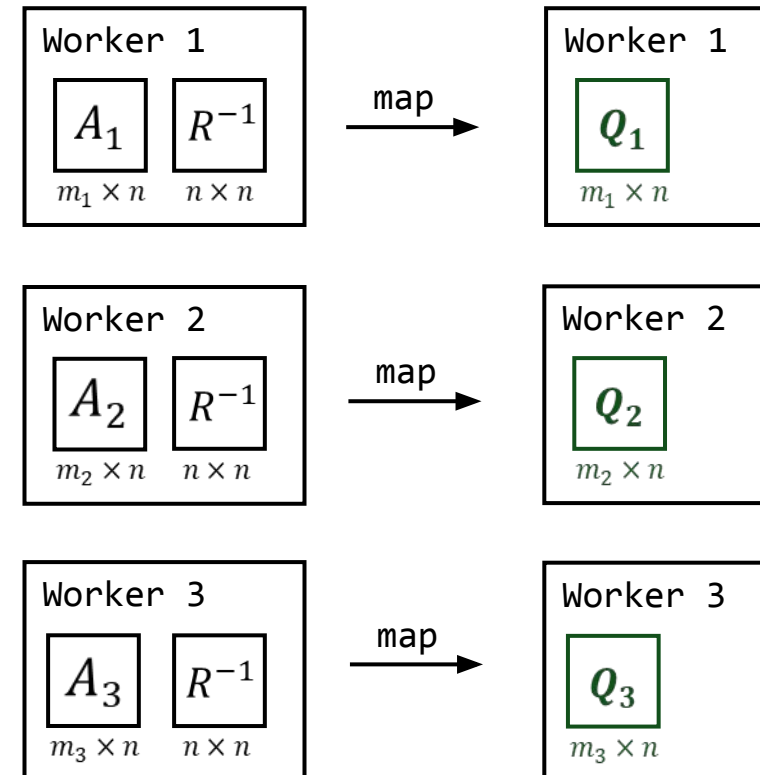 Worker 1
A₁ R⁻¹
m₁ × n n × n
map
Worker 1
Q₁
m₁ × n
Worker 2
A₂ R⁻¹
m₂ × n n × n
map
Worker 2
Q₂
m₂ × n
Worker 3
A₃ R⁻¹
m₃ × n n × n
map
Worker 3
Q₃
m₃ × n